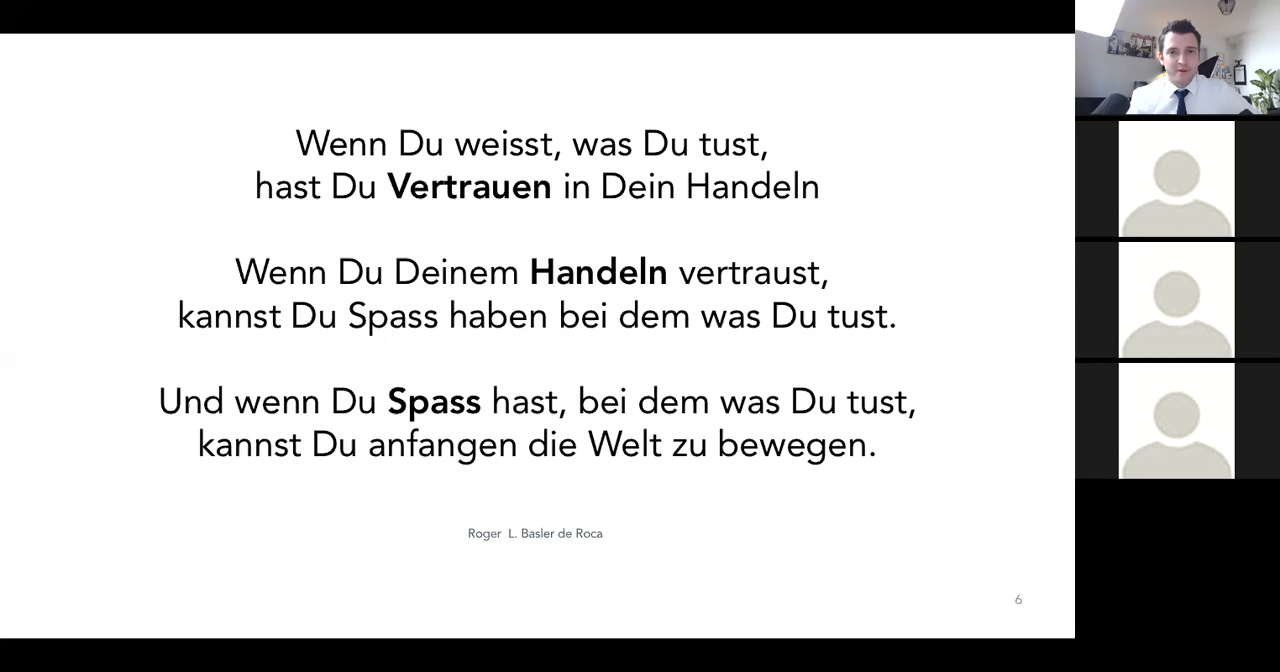 Wenn Du weisst, was Du tust,
hast Du Vertrauen in Dein Handeln
Wenn Du Deinem Handeln vertraust,
kannst Du Spass haben bei dem was Du tust.
Und wenn Du Spass hast, bei dem was Du tust,
kannst Du anfangen die Welt zu bewegen.
Roger L. Basler de Roca
6